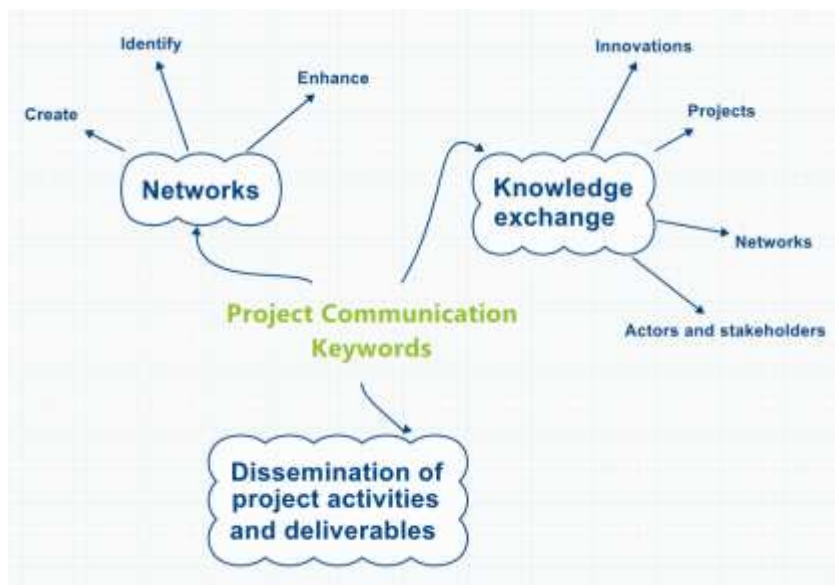 Identify
Enhance
Create
Networks
Innovations
Projects
Knowledge
exchange
Networks
Actors and stakeholders
Project Communication
Keywords
Dissemination of
project activities
and deliverables